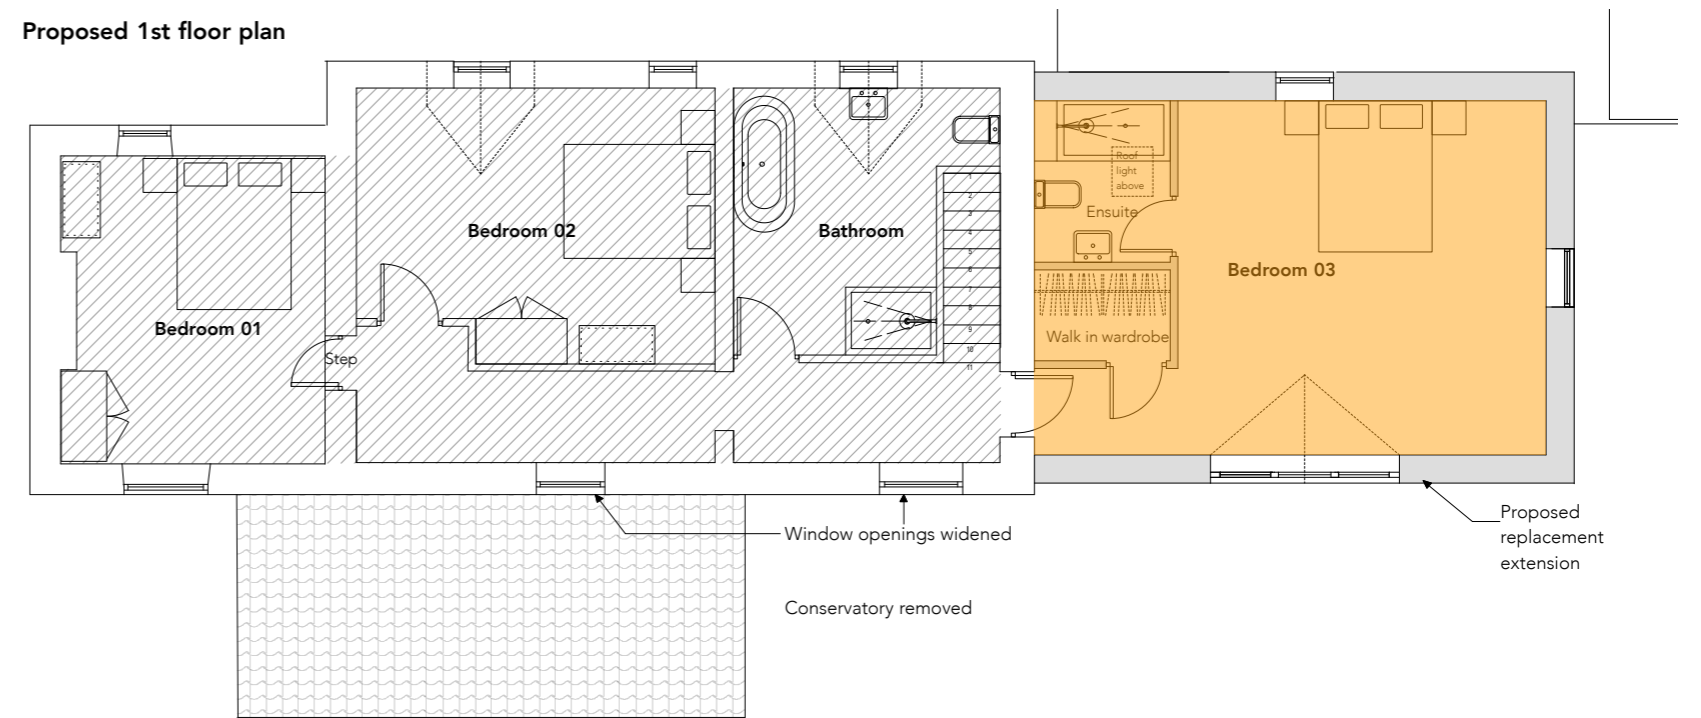 Proposed 1st floor plan
Roof
light
above
Ensuite
Bedroom 02
Bathroom
Bedroom 03
Bedroom 01
Step
Walk in wardrobe
1
2
3
4
5
6
7
8
9
10
11
Window openings widened
Proposed
replacement
extension
Conservatory removed